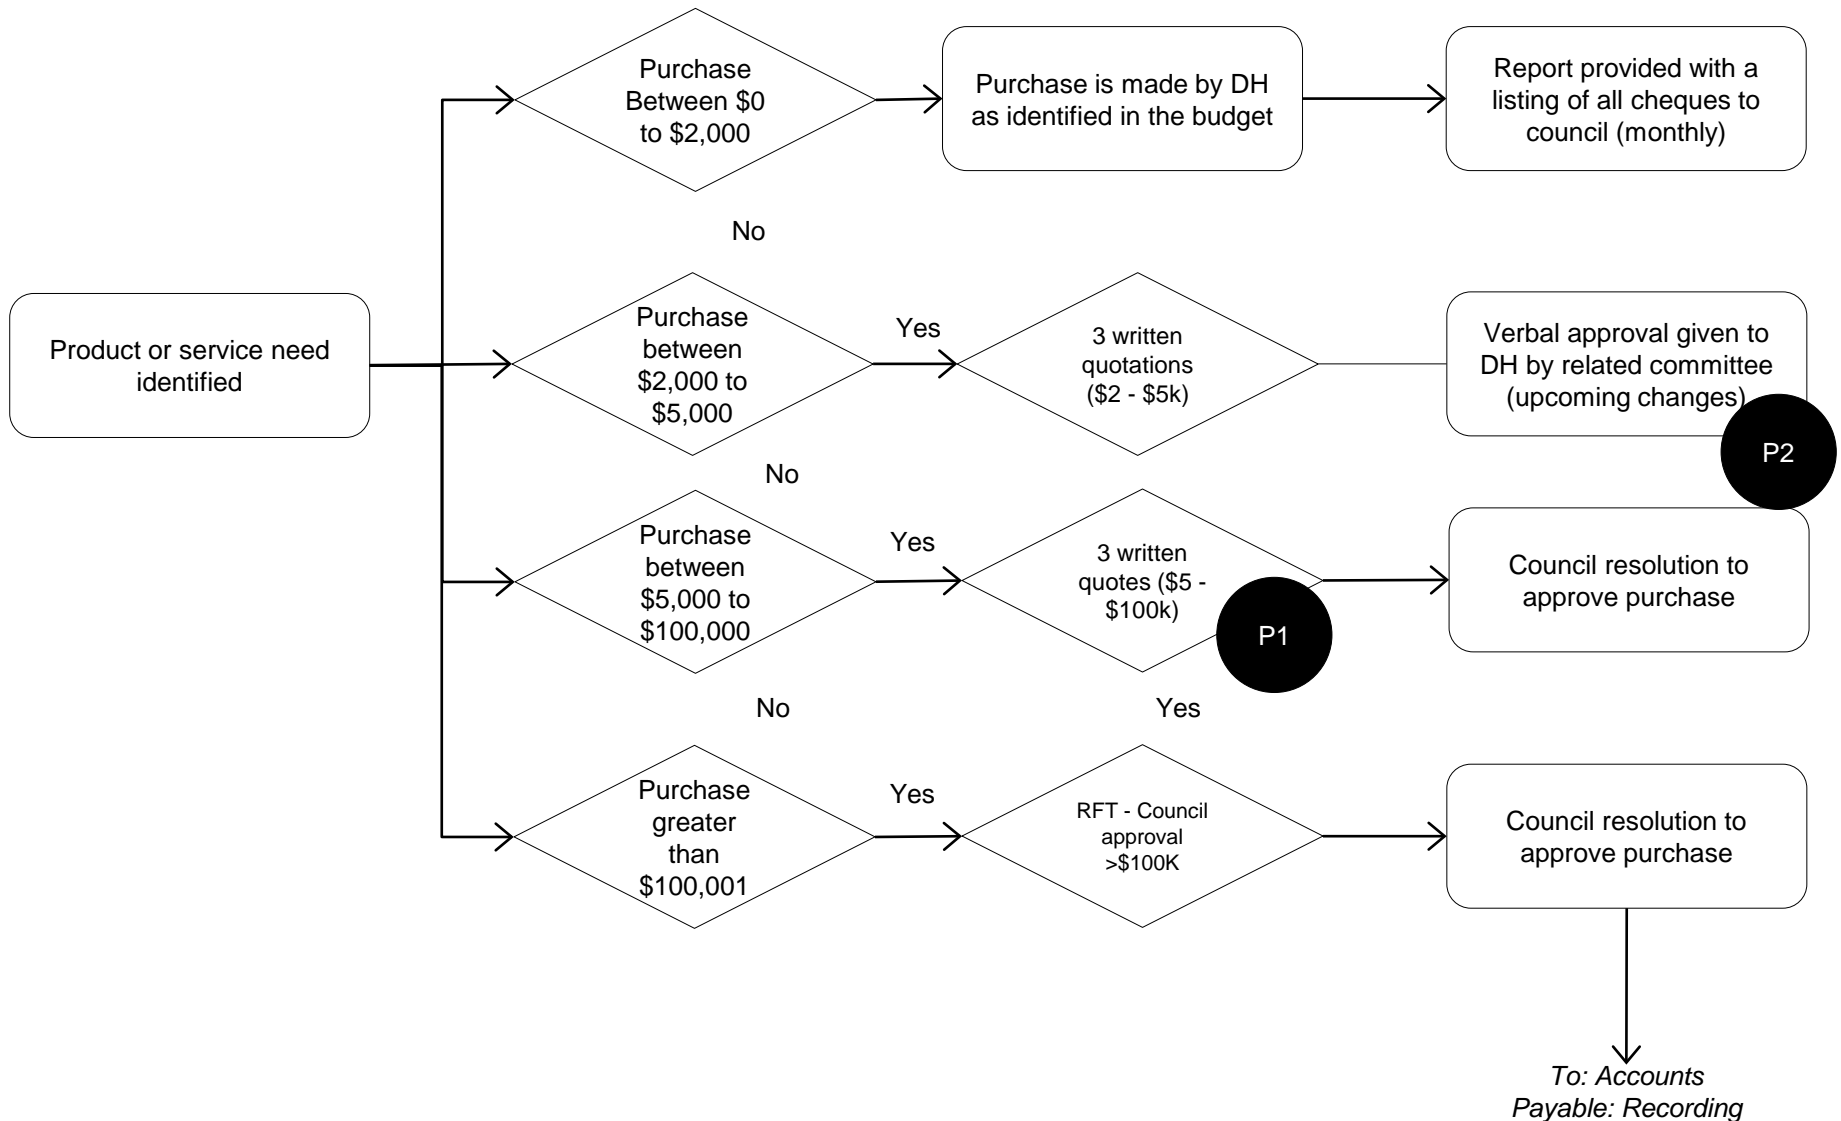 Purchase
Between $0
to $2,000
Purchase is made by DH
as identified in the budget
Report provided with a
listing of all cheques to
council (monthly)
No
Product or service need
identified
Purchase
between
$2,000 to
$5,000
Yes
3 written
quotations
($2 - $5k)
Verbal approval given to
DH by related committee
(upcoming changes)
P2
No
Purchase
between
$5,000 to
$100,000
Yes
3 written
quotes ($5 -
$100k)
P1
Council resolution to
approve purchase
No
Yes
Purchase
greater
than
$100,001
Yes
RFT - Council
approval
>$100K
Council resolution to
approve purchase
To: Accounts
Payable: Recording